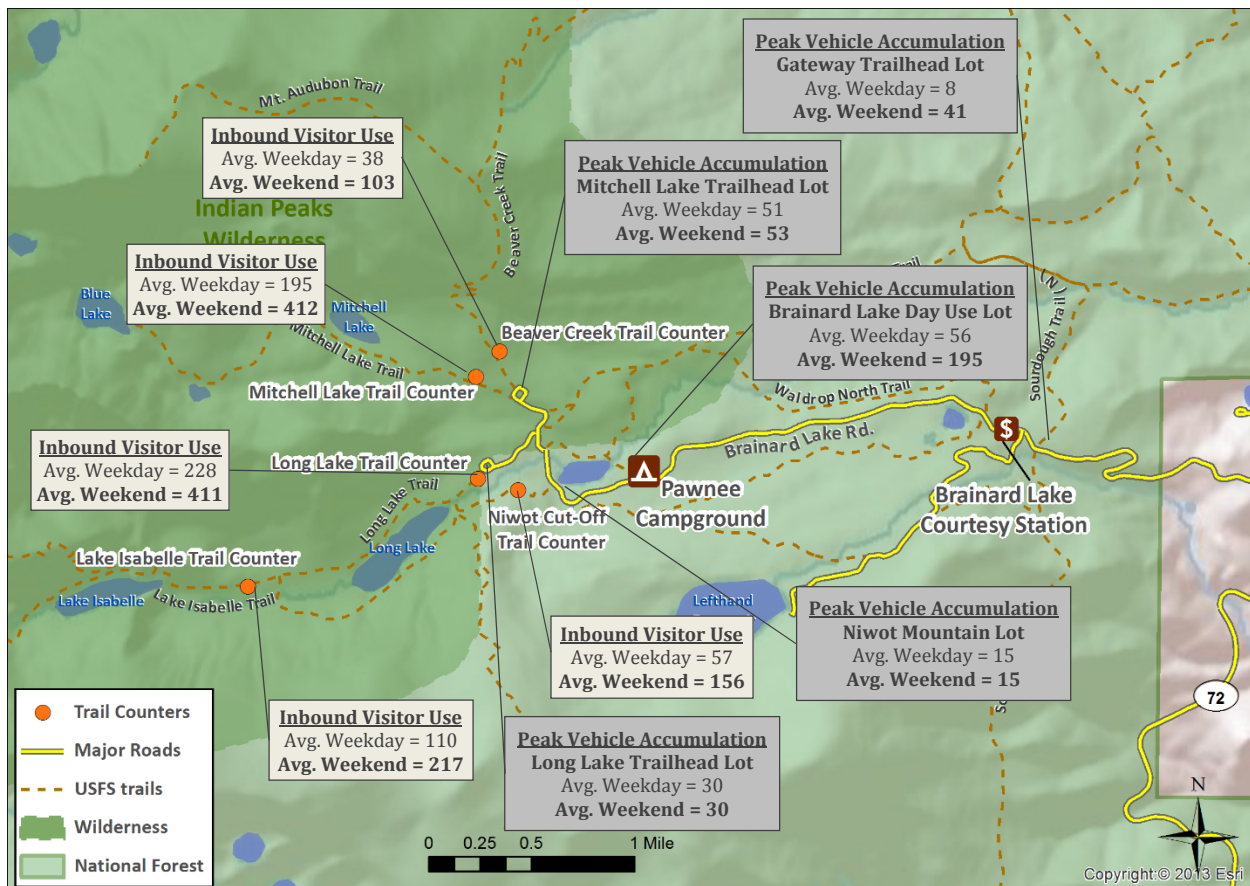 Peak Vehicle Accumulation
Gateway Trailhead Lot
Avg. Weekday = 8
Avg. Weekend = 41
Mt. Audubon Trail
Inbound Visitor Use
Avg. Weekday = 38
Avg. Weekend = 103
Beaver Creek Trail
Peak Vehicle Accumulation
Mitchell Lake Trailhead Lot
Avg. Weekday = 51
Avg. Weekend = 53
Indian Peaks
Wilderness
Inbound Visitor Use
Avg. Weekday = 195
Avg. Weekend = 412
Blue
Lake
Mitchell
Lake
Mitchell Lake Trail
Beaver Creek Trail Counter
Mitchell Lake Trail Counter
Trail
Peak Vehicle Accumulation
Brainard Lake Day Use Lot
Avg. Weekday = 56
Avg. Weekend = 195
(N)
Sourdough Trail
Waldrop North Trail
Brainard Lake Rd.
$
Inbound Visitor Use
Avg. Weekday = 228
Avg. Weekend = 411
Long Lake Trail Counter
Long Lake Trail
Long Lake
Niwot Cut-Off
Trail Counter
Pawnee
Campground
Brainard Lake
Courtesy Station
Lake Isabelle Trail Counter
Lake Isabelle
Lake Isabelle Trail
Lefthand
Inbound Visitor Use
Avg. Weekday = 57
Avg. Weekend = 156
Peak Vehicle Accumulation
Niwot Mountain Lot
Avg. Weekday = 15
Avg. Weekend = 15
72
Inbound Visitor Use
Avg. Weekday = 110
Avg. Weekend = 217
Peak Vehicle Accumulation
Long Lake Trailhead Lot
Avg. Weekday = 30
Avg. Weekend = 30
Trail Counters
Major Roads
USFS trails
Wilderness
National Forest
0 0.25 0.5 1 Mile
N
Copyright:© 2013 Esri